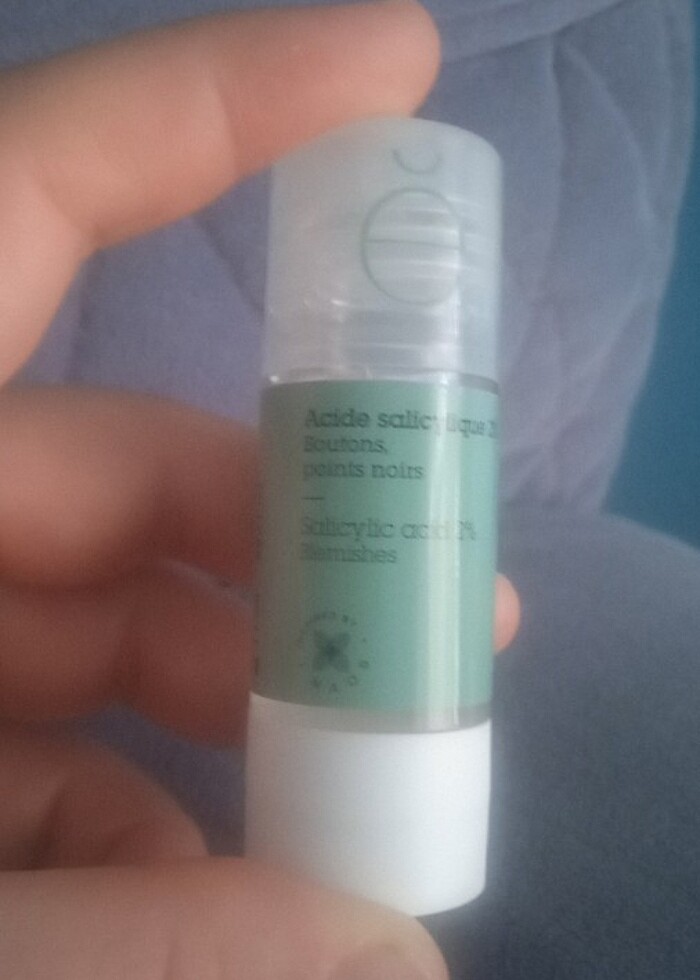 Acide salicylique 2%
Boutons,
points noirs
Salicylic acid 2%
Blemishes